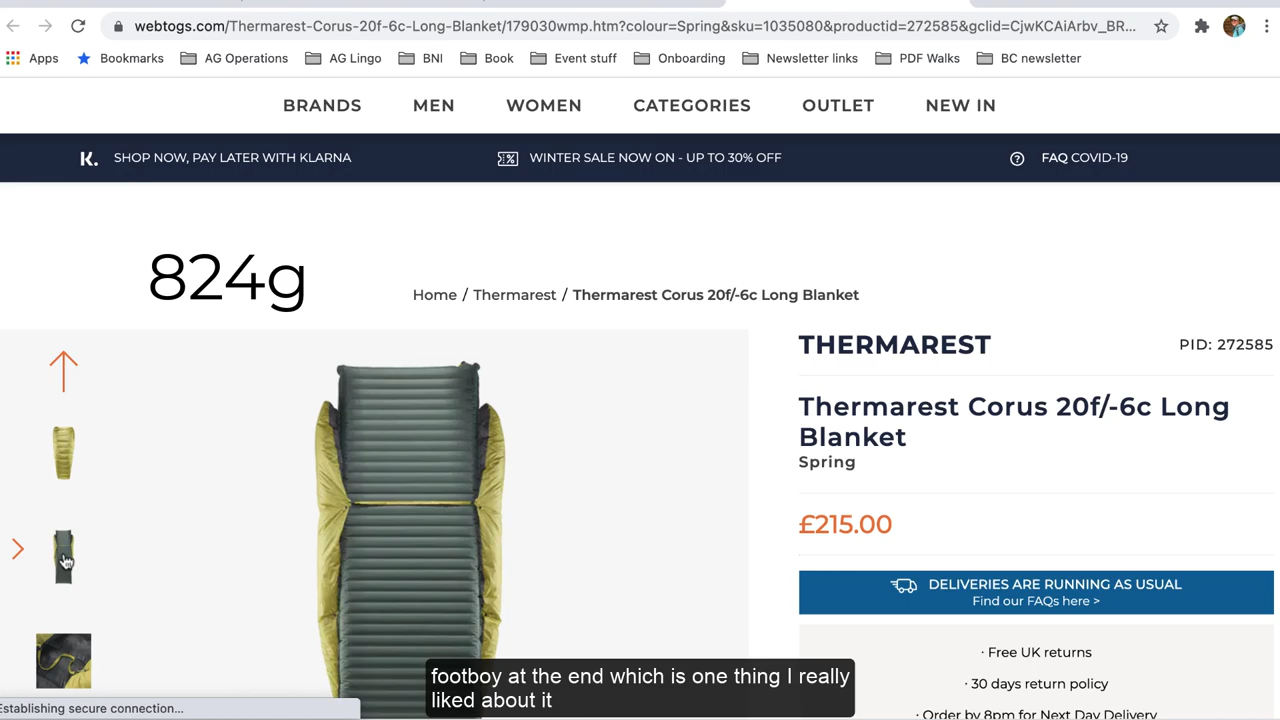 webtogs.com/Thermarest-Corus-20f-6c-Long-Blanket/179030wmp.htm?colour=Spring&sku=1035080&productid=272585&gclid=CjwKCAiArbv_BR...
Apps Bookmarks AG Operations AG Lingo BNI Book Event stuff Onboarding Newsletter links PDF Walks BC newsletter
BRANDS MEN WOMEN CATEGORIES OUTLET NEW IN
K. SHOP NOW, PAY LATER WITH KLARNA WINTER SALE NOW ON - UP TO 30% OFF FAQ COVID-19
824g
Home / Thermarest / Thermarest Corus 20f/-6c Long Blanket
THERMAREST PID: 272585
Thermarest Corus 20f/-6c Long
Blanket
Spring
£215.00
DELIVERIES ARE RUNNING AS USUAL
Find our FAQs here >
· Free UK returns
· 30 days return policy
· Order by 8pm for Next Day Delivery
footboy at the end which is one thing I really
liked about it
Establishing secure connection...